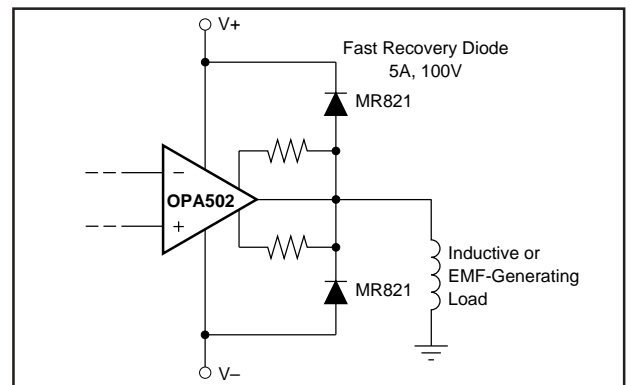 V+
Fast Recovery Diode
5A, 100V
MR821
–
OPA502
+
Inductive or
EMF-Generating
Load
MR821
V–